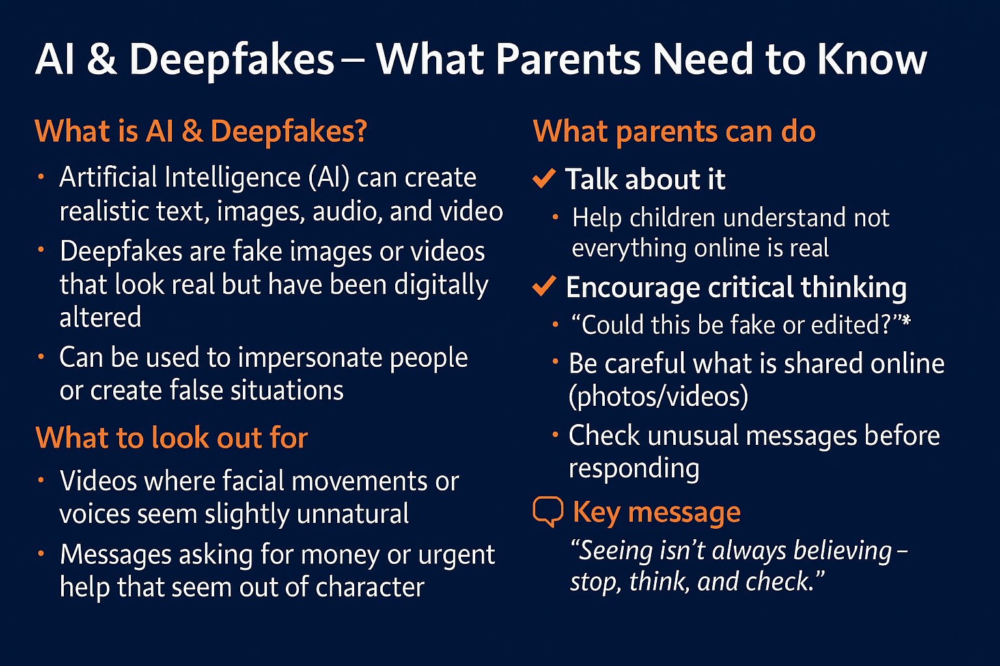 AI & Deepfakes – What Parents Need to Know
What is AI & Deepfakes?
• Artificial Intelligence (AI) can create
realistic text, images, audio, and video
• Deepfakes are fake images or videos
that look real but have been digitally
altered
• Can be used to impersonate people
or create false situations
What to look out for
• Videos where facial movements or
voices seem slightly unnatural
• Messages asking for money or urgent
help that seem out of character
What parents can do
✔ Talk about it
• Help children understand not
everything online is real
✔ Encourage critical thinking
• “Could this be fake or edited?”*
• Be careful what is shared online
(photos/videos)
• Check unusual messages before
responding
Key message
“Seeing isn’t always believing –
stop, think, and check.”